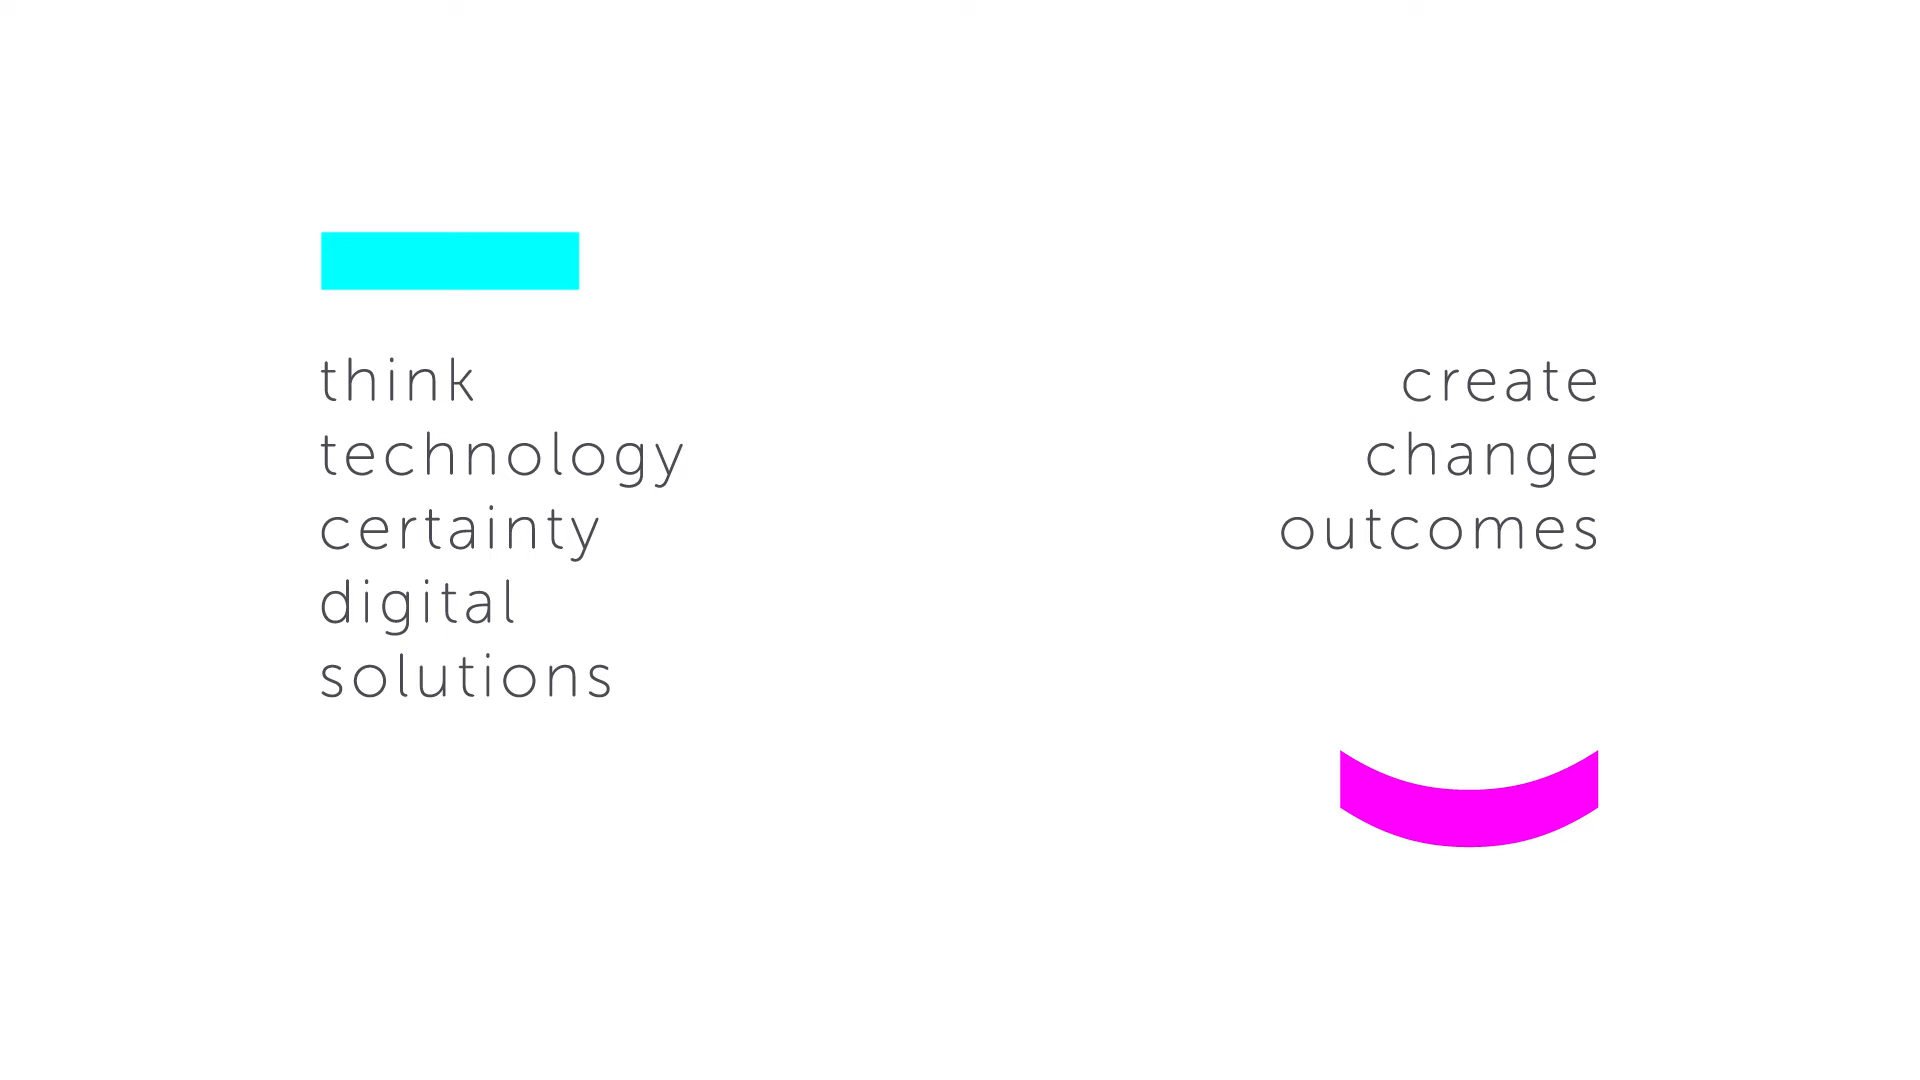 think
technology
certainty
digital
solutions
create
change
outcomes